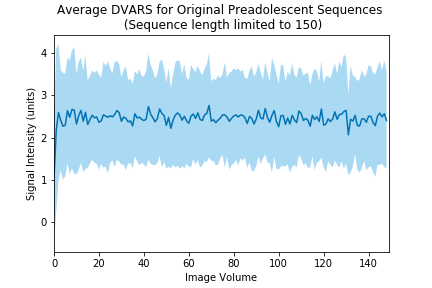 Average DVARS for Original Preadolescent Sequences
(Sequence length limited to 150)
Signal Intensity (units)
4
3
2
1
0
0 20 40 60 80 100 120 140
Image Volume